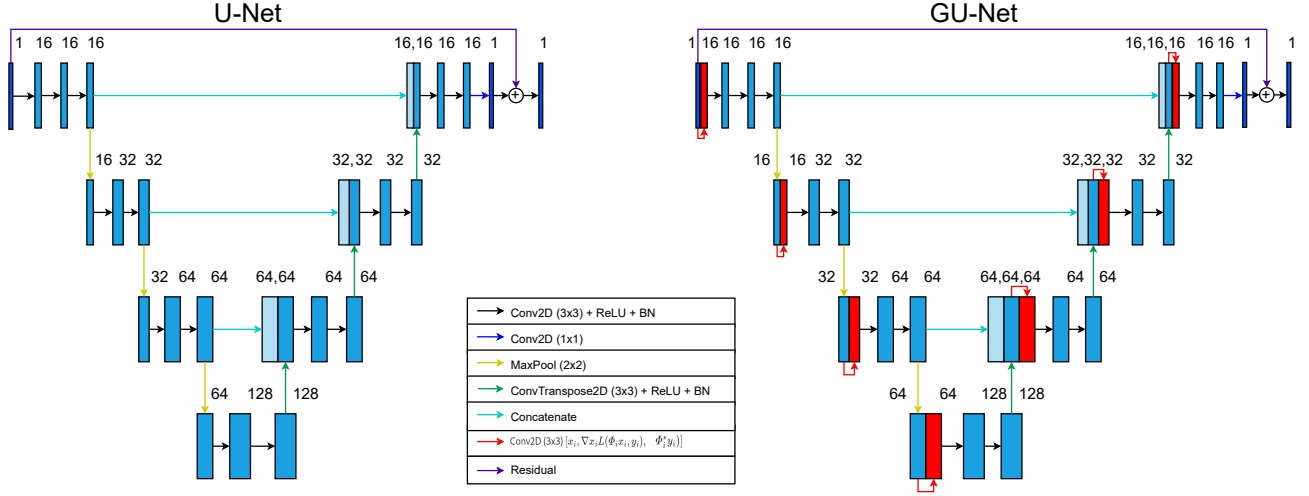 U-Net GU-Net
1 16 16 16 16,16 16 16 1 1 1 16 16 16 16,16,16 16 16 1 1
+ +
16 32 32 32,32 32 32 16 16 32 32 32,32,32 32 32
32 64 64 64,64 64 64 32 32 64 64 64,64,64 64 64
Conv2D (3x3) + ReLU + BN
Conv2D (1x1)
MaxPool (2x2)
64 128 128 ConvTranspose2D (3x3) + ReLU + BN 64 64 128 128
Concatenate
Conv2D (3x3) [x_i, ∇x_iL(Φ_ix_i, y_i), Φ_i^*y_i)]
Residual